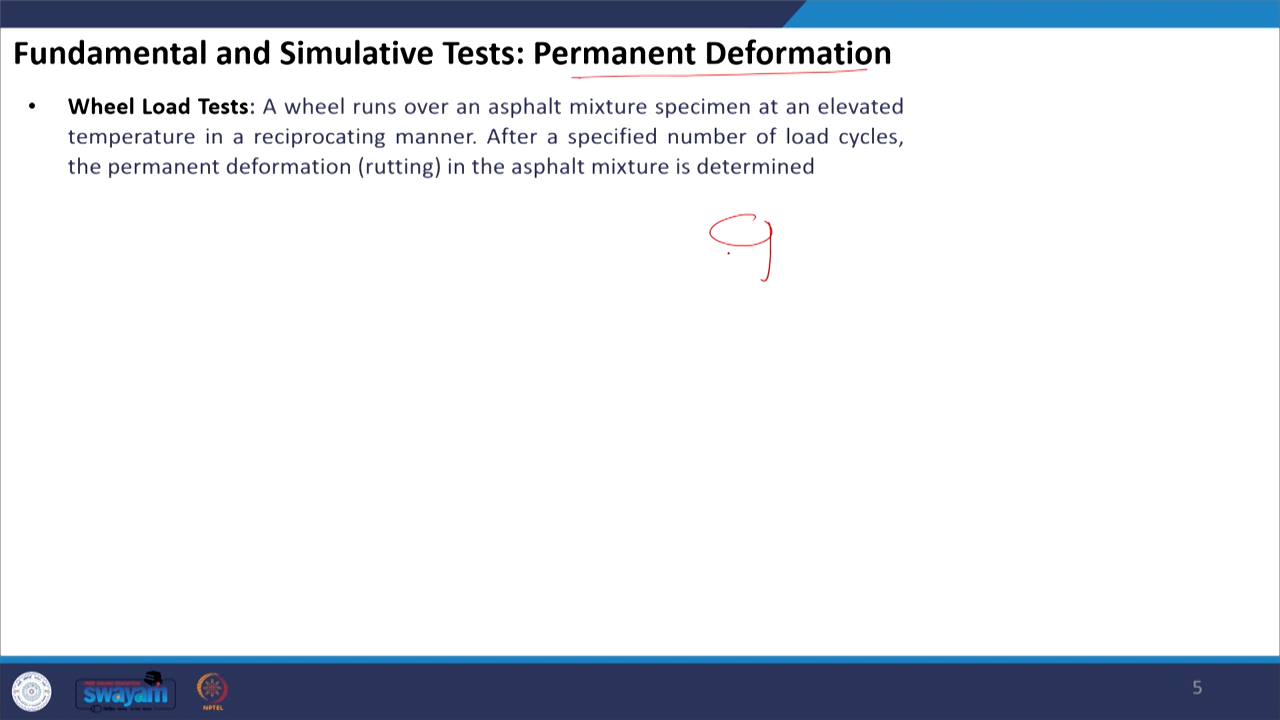 Fundamental and Simulative Tests: Permanent Deformation
• Wheel Load Tests: A wheel runs over an asphalt mixture specimen at an elevated
temperature in a reciprocating manner. After a specified number of load cycles,
the permanent deformation (rutting) in the asphalt mixture is determined
swayam
NPTEL
5